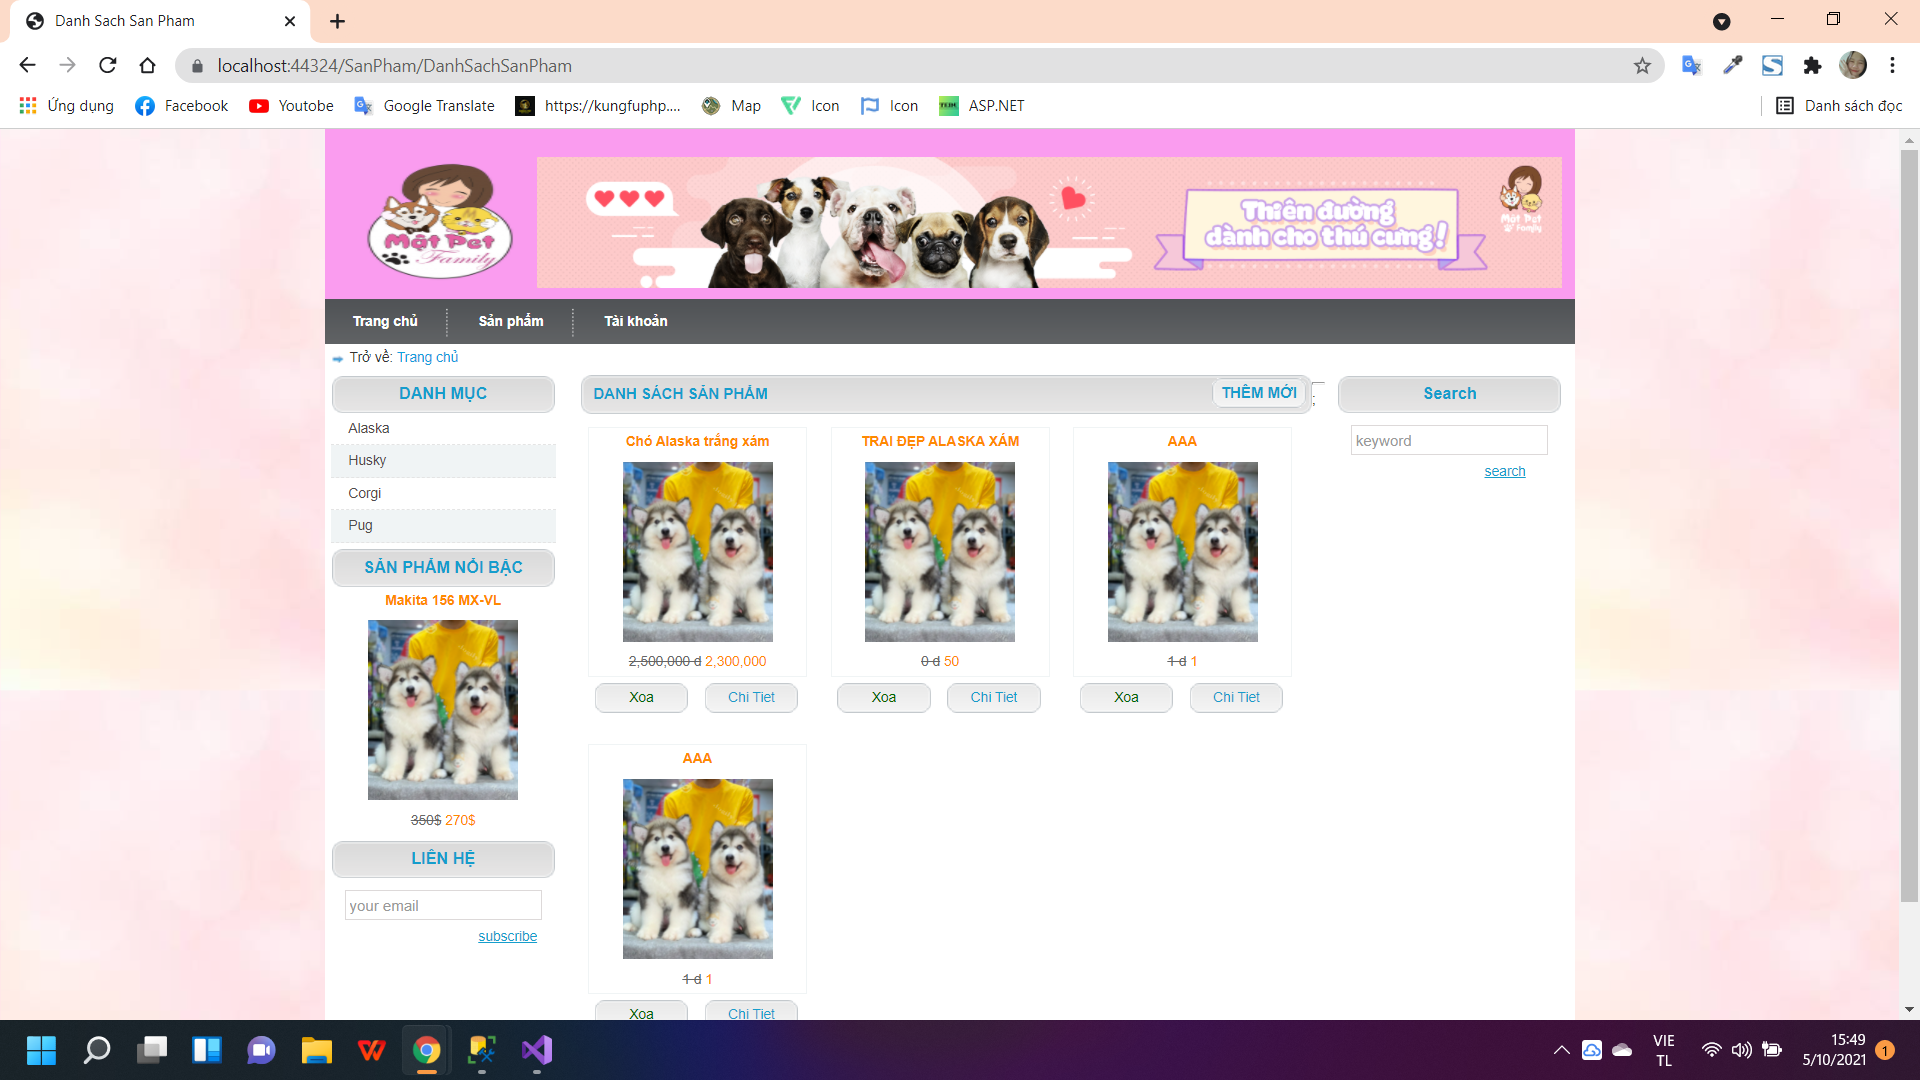 Danh Sach San Pham
localhost:44324/SanPham/DanhSachSanPham
Ứng dụng Facebook Youtube Google Translate https://kungfuphp.... Map Icon Icon ASP.NET Danh sách đọc
Mật Pet
Family
Thiên đường
dành cho thú cưng!
Mật Pet
Family
Trang chủ Sản phẩm Tài khoản
Trở về: Trang chủ
DANH MỤC
Alaska
Husky
Corgi
Pug
SẢN PHẨM NỔI BẬC
Makita 156 MX-VL
350$ 270$
LIÊN HỆ
your email
subscribe
DANH SÁCH SẢN PHẨM THÊM MỚI ;
Chó Alaska trắng xám TRAI ĐẸP ALASKA XÁM AAA
2,500,000 đ 2,300,000 0 đ 50 1 đ 1
Xoa Chi Tiet Xoa Chi Tiet Xoa Chi Tiet
AAA
1 đ 1
Xoa Chi Tiet
Search
keyword
search
VIE
TL
15:49
5/10/2021
1